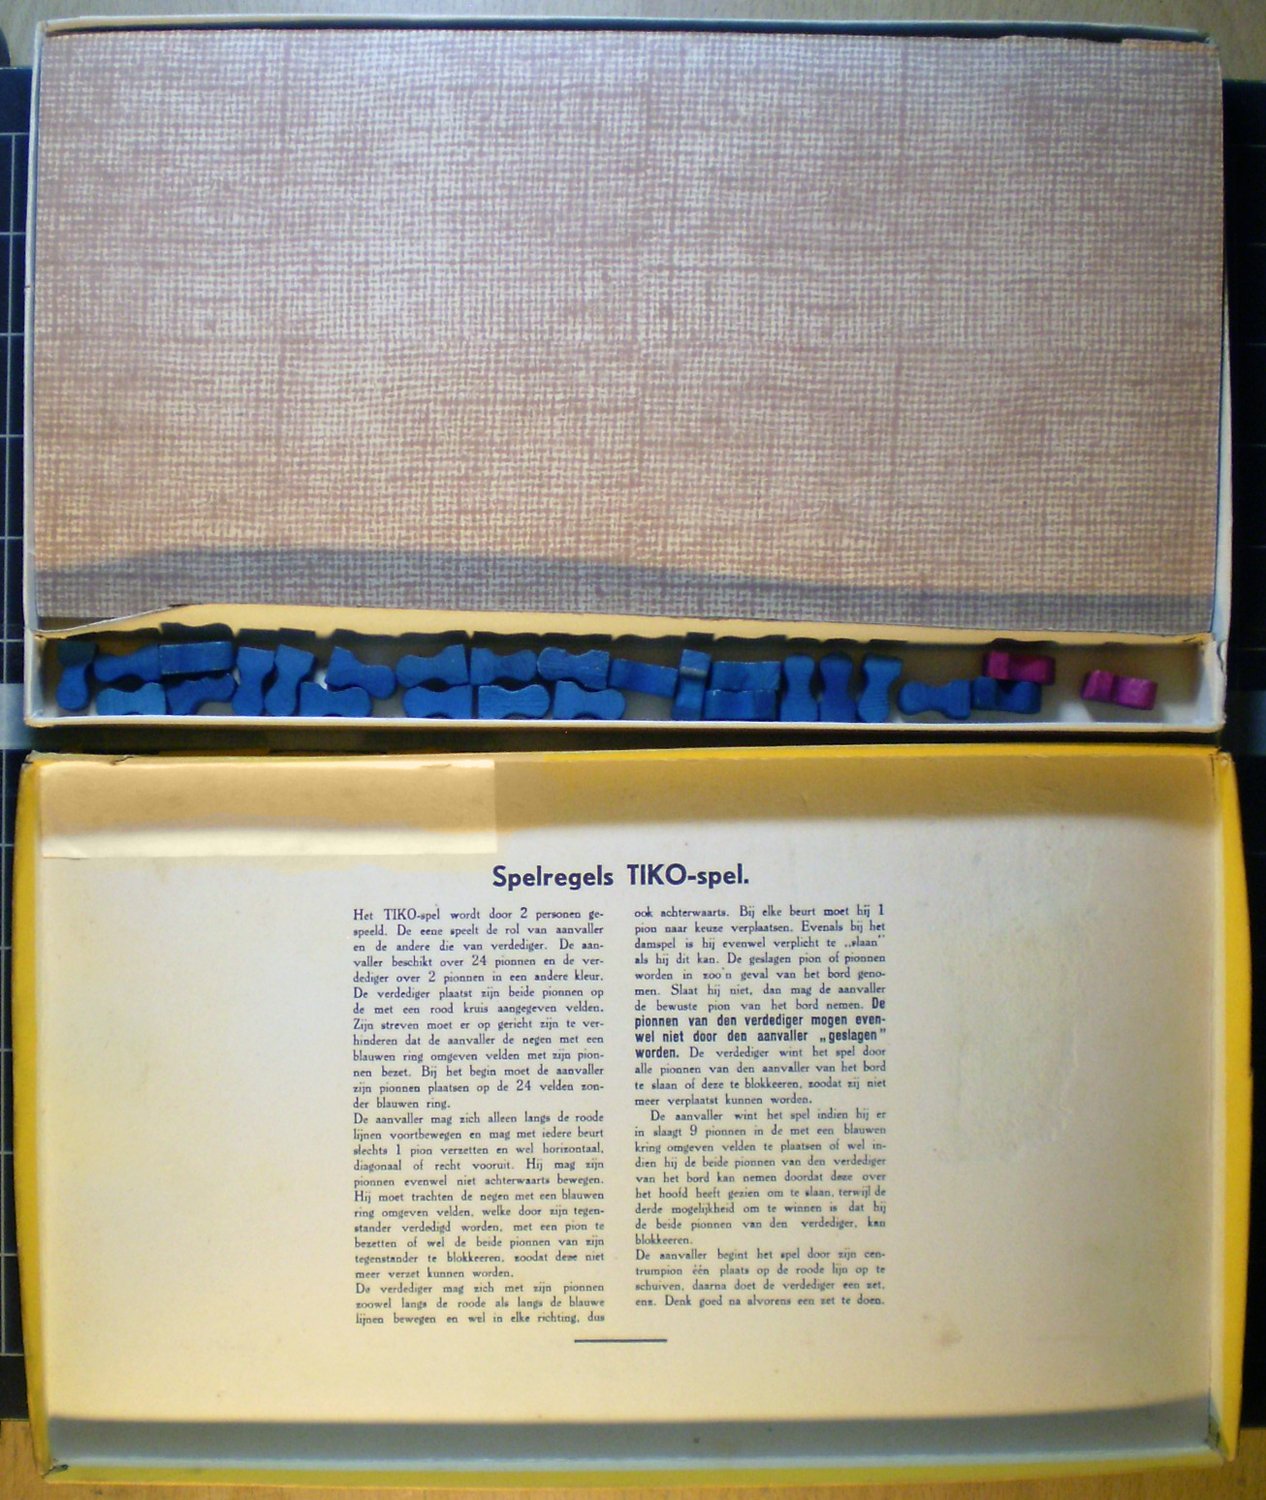 Spelregels TIKO-spel.
Het TIKO-spel wordt door 2 personen ge-
speeld. De eene speelt de rol van aanvaller
en de andere die van verdediger. De aan-
valler beschikt over 24 pionnen en de ver-
dediger over 2 pionnen in een andere kleur.
De verdediger plaatst zijn beide pionnen op
de met een rood kruis aangegeven velden.
Zijn streven moet er op gericht zijn te ver-
hinderen dat de aanvaller de negen met een
blauwen ring omgeven velden met zijn pion-
nen bezet. Bij het begin moet de aanvaller
zijn pionnen plaatsen op de 24 velden zon-
der blauwen ring.
De aanvaller mag zich alleen langs de roode
lijnen voortbewegen en mag met iedere beurt
slechts 1 pion verzetten en wel horizontaal,
diagonaal of recht vooruit. Hij mag zijn
pionnen evenwel niet achterwaarts bewegen.
Hij moet trachten de negen met een blauwen
ring omgeven velden, welke door zijn tegen-
stander verdedigd worden, met een pion te
bezetten of wel de beide pionnen van zijn
tegenstander te blokkeeren, zoodat deze niet
meer verzet kunnen worden.
De verdediger mag zich met zijn pionnen
zoowel langs de roode als langs de blauwe
lijnen bewegen en wel in elke richting, dus
ook achterwaarts. Bij elke beurt moet hij 1
pion naar keuze verplaatsen. Evenals bij het
damspel is hij evenwel verplicht te „slaan"
als hij dit kan. De geslagen pion of pionnen
worden in zoo'n geval van het bord geno-
men. Slaat hij niet, dan mag de aanvaller
de bewuste pion van het bord nemen. De
pionnen van den verdediger mogen even-
wel niet door den aanvaller „geslagen"
worden. De verdediger wint het spel door
alle pionnen van den aanvaller van het bord
te slaan of deze te blokkeeren, zoodat zij niet
meer verplaatst kunnen worden.
De aanvaller wint het spel indien hij er
in slaagt 9 pionnen in de met een blauwen
kring omgeven velden te plaatsen of wel in-
dien hij de beide pionnen van den verdediger
van het bord kan nemen doordat deze over
het hoofd heeft gezien om te slaan, terwijl de
derde mogelijkheid om te winnen is dat hij
de beide pionnen van den verdediger, kan
blokkeeren.
De aanvaller begint het spel door zijn cen-
trumpion één plaats op de roode lijn op te
schuiven, daarna doet de verdediger een zet,
enz. Denk goed na alvorens een zet te doen.